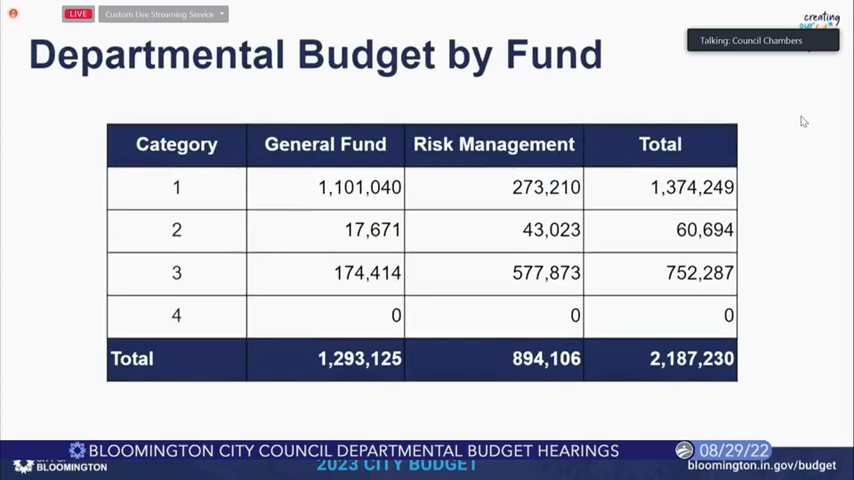 LIVE
Custom Live Streaming Service
creating
Talking: Council Chambers
Departmental Budget by Fund
Category General Fund Risk Management Total
1 1,101,040 273,210 1,374,249
2 17,671 43,023 60,694
3 174,414 577,873 752,287
4 0 0 0
Total 1,293,125 894,106 2,187,230
BLOOMINGTON CITY COUNCIL DEPARTMENTAL BUDGET HEARINGS 08/29/22
BLOOMINGTON 2023 CITY BUDGET bloomington.in.gov/budget